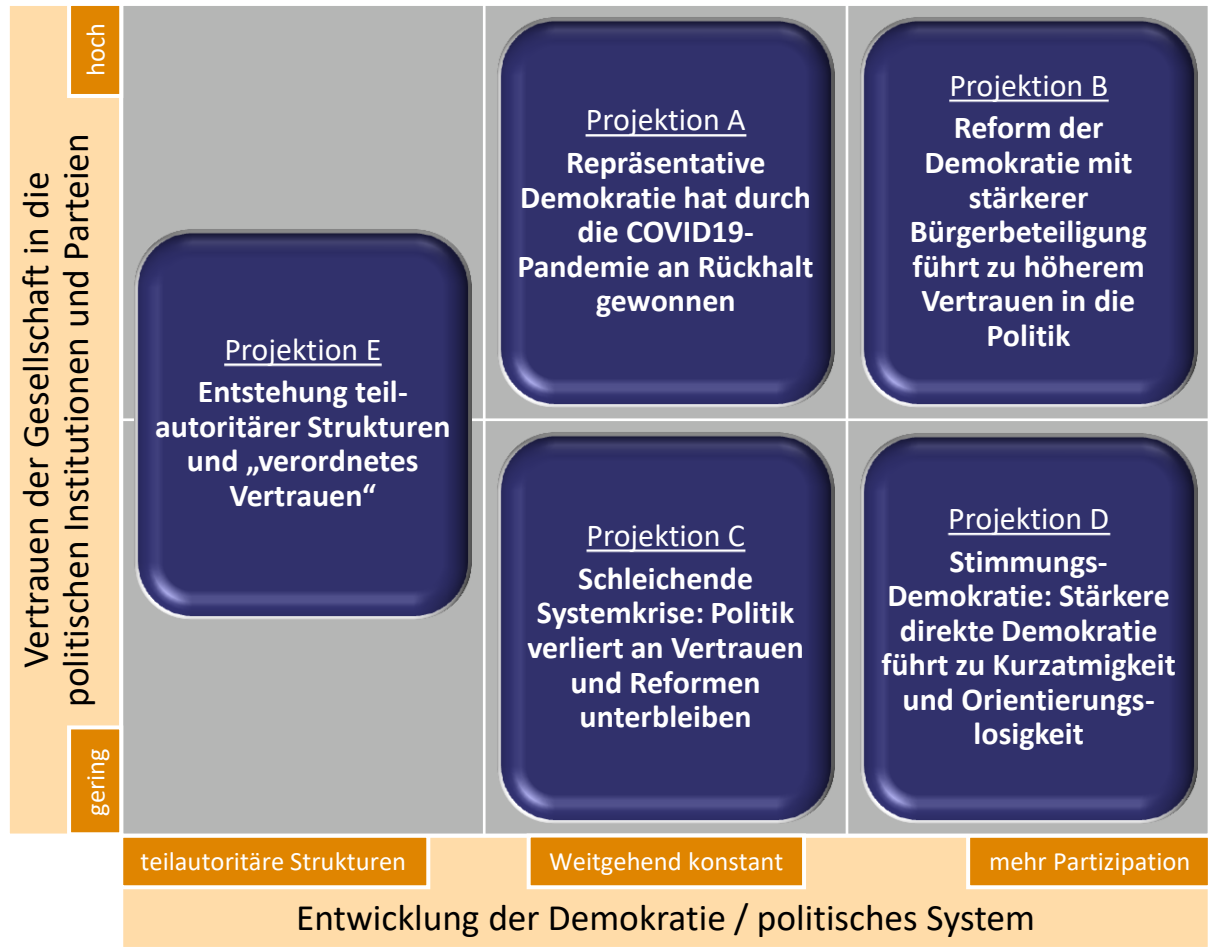 hoch
Vertrauen der Gesellschaft in die
politischen Institutionen und Parteien
gering
Projektion A
Repräsentative
Demokratie hat durch
die COVID19-
Pandemie an Rückhalt
gewonnen
Projektion B
Reform der
Demokratie mit
stärkerer
Bürgerbeteiligung
führt zu höherem
Vertrauen in die
Politik
Projektion E
Entstehung teil-
autoritärer Strukturen
und „verordnetes
Vertrauen“
Projektion C
Schleichende
Systemkrise: Politik
verliert an Vertrauen
und Reformen
unterbleiben
Projektion D
Stimmungs-
Demokratie: Stärkere
direkte Demokratie
führt zu Kurzatmigkeit
und Orientierungs-
losigkeit
teilautoritäre Strukturen
Weitgehend konstant
mehr Partizipation
Entwicklung der Demokratie / politisches System